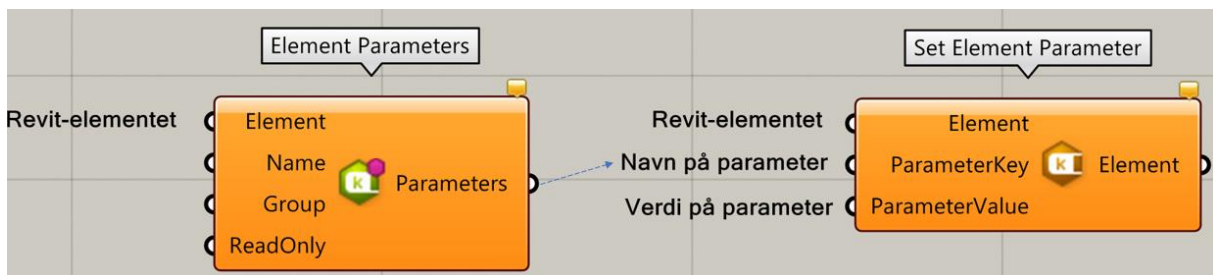 Element Parameters
Set Element Parameter
Revit-elementet
Element
Name
Group
ReadOnly
Parameters
Revit-elementet
Navn på parameter
Verdi på parameter
Element
ParameterKey
ParameterValue
Element